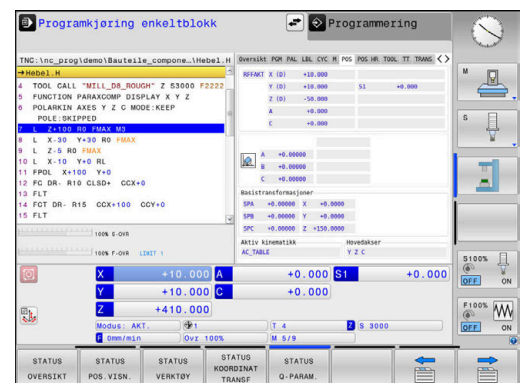 Programkjøring enkeltblokk
Programmering
TNC:\nc_prog\demo\Bauteile_compone…\Hebel.H
→Hebel.H
4 TOOL CALL "MILL_D8_ROUGH" Z S3000 F2222
5 FUNCTION PARAXCOMP DISPLAY X Y Z
6 POLARKIN AXES Y Z C MODE:KEEP
POLE:SKIPPED
7 L Z+100 R0 FMAX M3
8 L X-30 Y+30 R0 FMAX
9 L Z-5 R0 FMAX
10 L X-10 Y+0 RL
11 FPOL X+100 Y+0
12 FC DR- R10 CLSD+ CCX+0
13 FLT
14 FCT DR- R15 CCX+100 CCY+0
15 FLT
100% S-OVR
100% F-OVR LIMIT 1
Oversikt PGM PAL LBL CYC M POS POS HR TOOL TT TRANS
RFFAKT X (D) +10.000
Y (D) +10.000 S1 +0.000
Z (D) -50.000
A +0.000
C +0.000
A +0.00000
B +0.00000
C +0.00000
Basistransformasjoner
SPA +0.00000 X +0.0000
SPB +0.00000 Y +0.0000
SPC +0.00000 Z +150.0000
Aktiv kinematikk Hovedakser
AC_TABLE Y Z C
X +10.000 A +0.000 S1 +0.000
Y +10.000 C +0.000
Z +410.000
Modus: AKT. 1 T 4 Z S 3000
F 0mm/min Ovr 100% M 5/9
M
S
S100%
OFF ON
F100%
OFF ON
STATUS OVERSIKT
STATUS POS.VISN.
STATUS VERKTØY
STATUS KOORDINAT TRANSF
STATUS Q-PARAM.